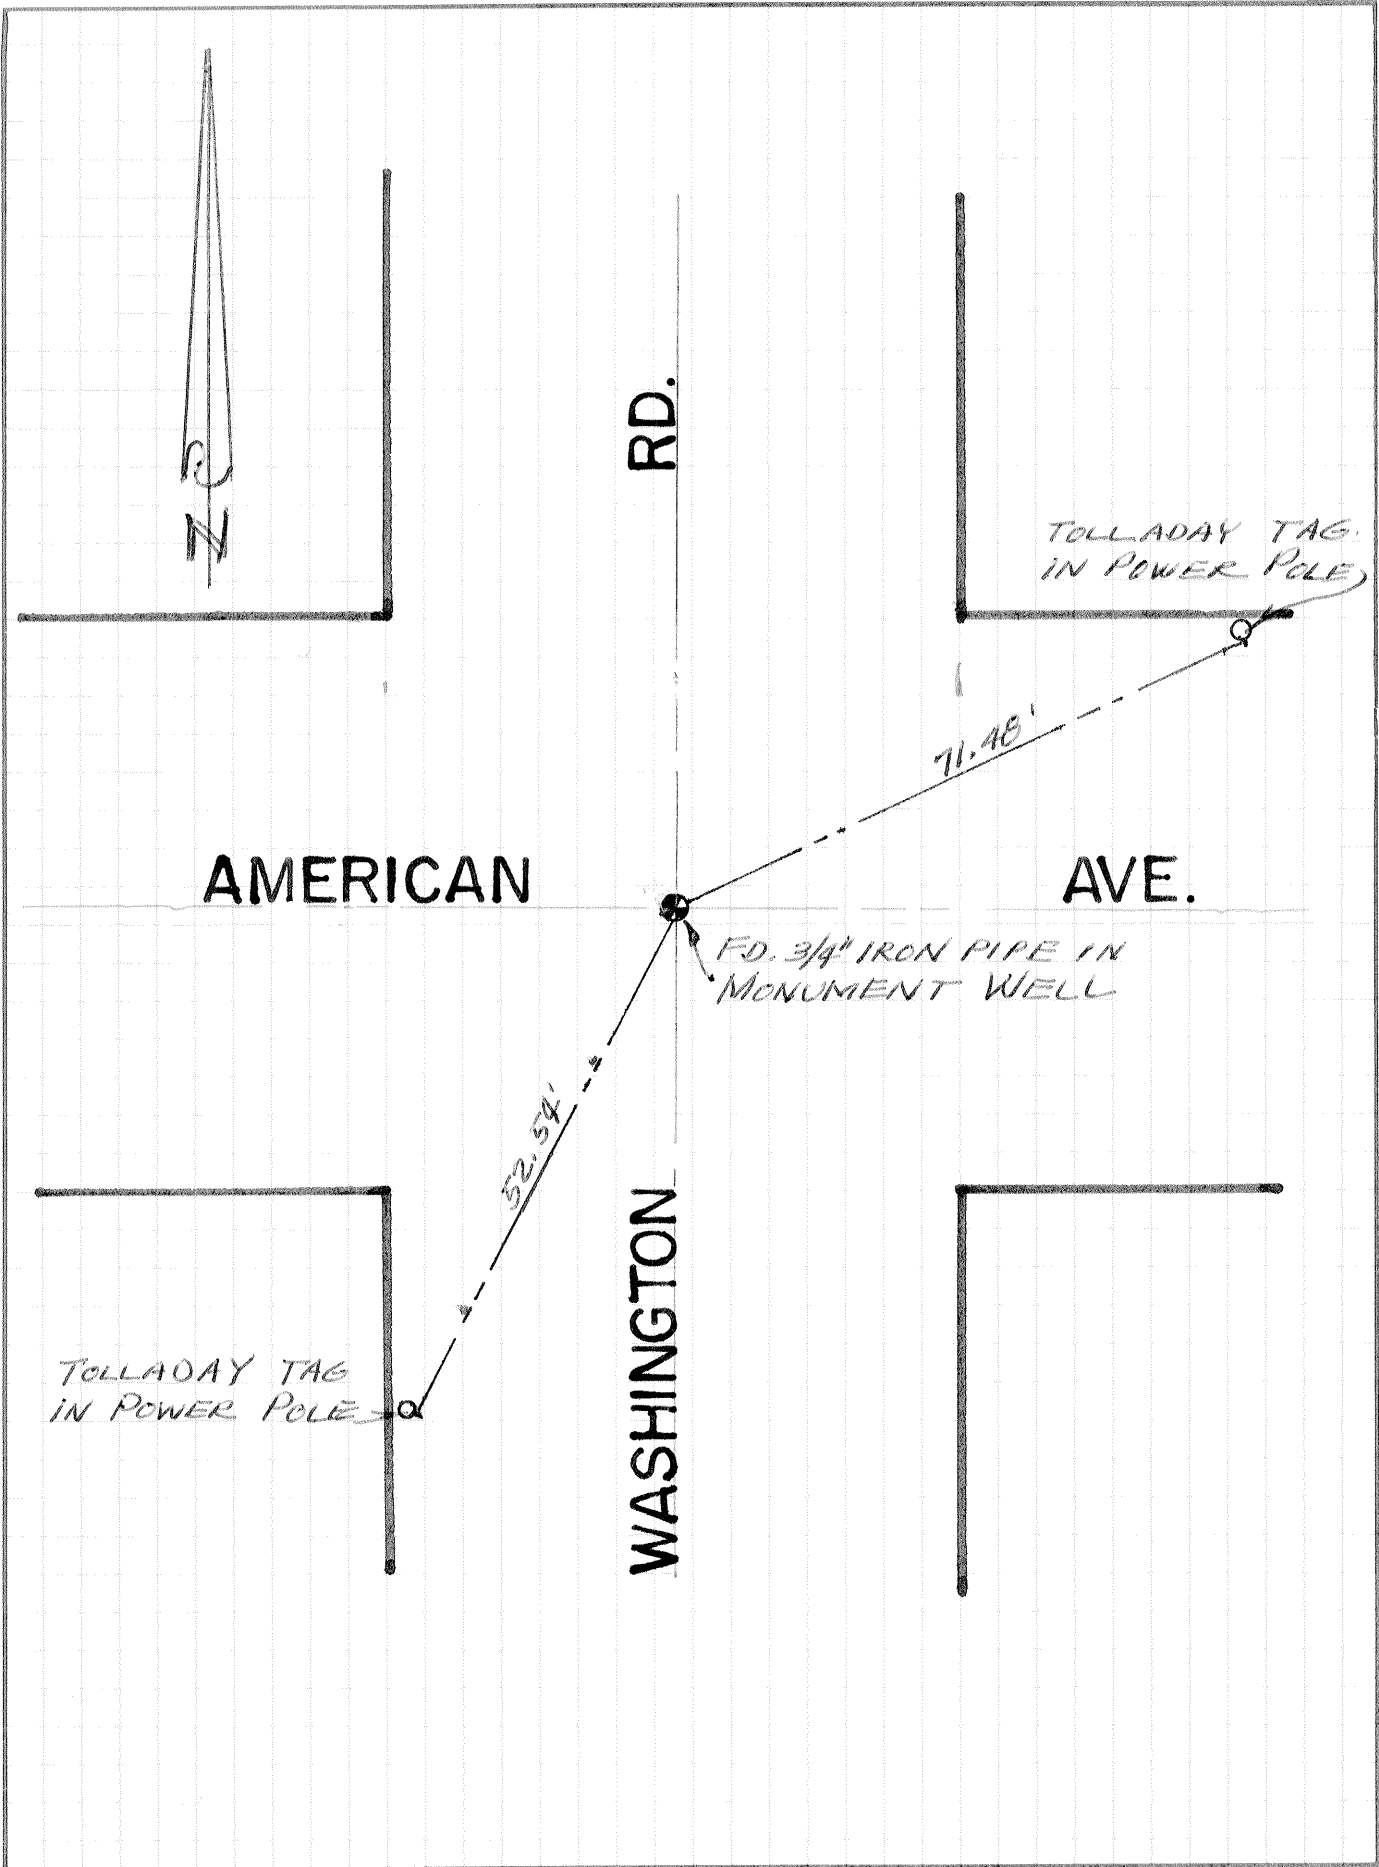 N
RD.
TOLLADAY TAG
IN POWER POLE
71.48'
AMERICAN AVE.
FD. 3/4" IRON PIPE IN
MONUMENT WELL
52.54'
WASHINGTON
TOLLADAY TAG
IN POWER POLE